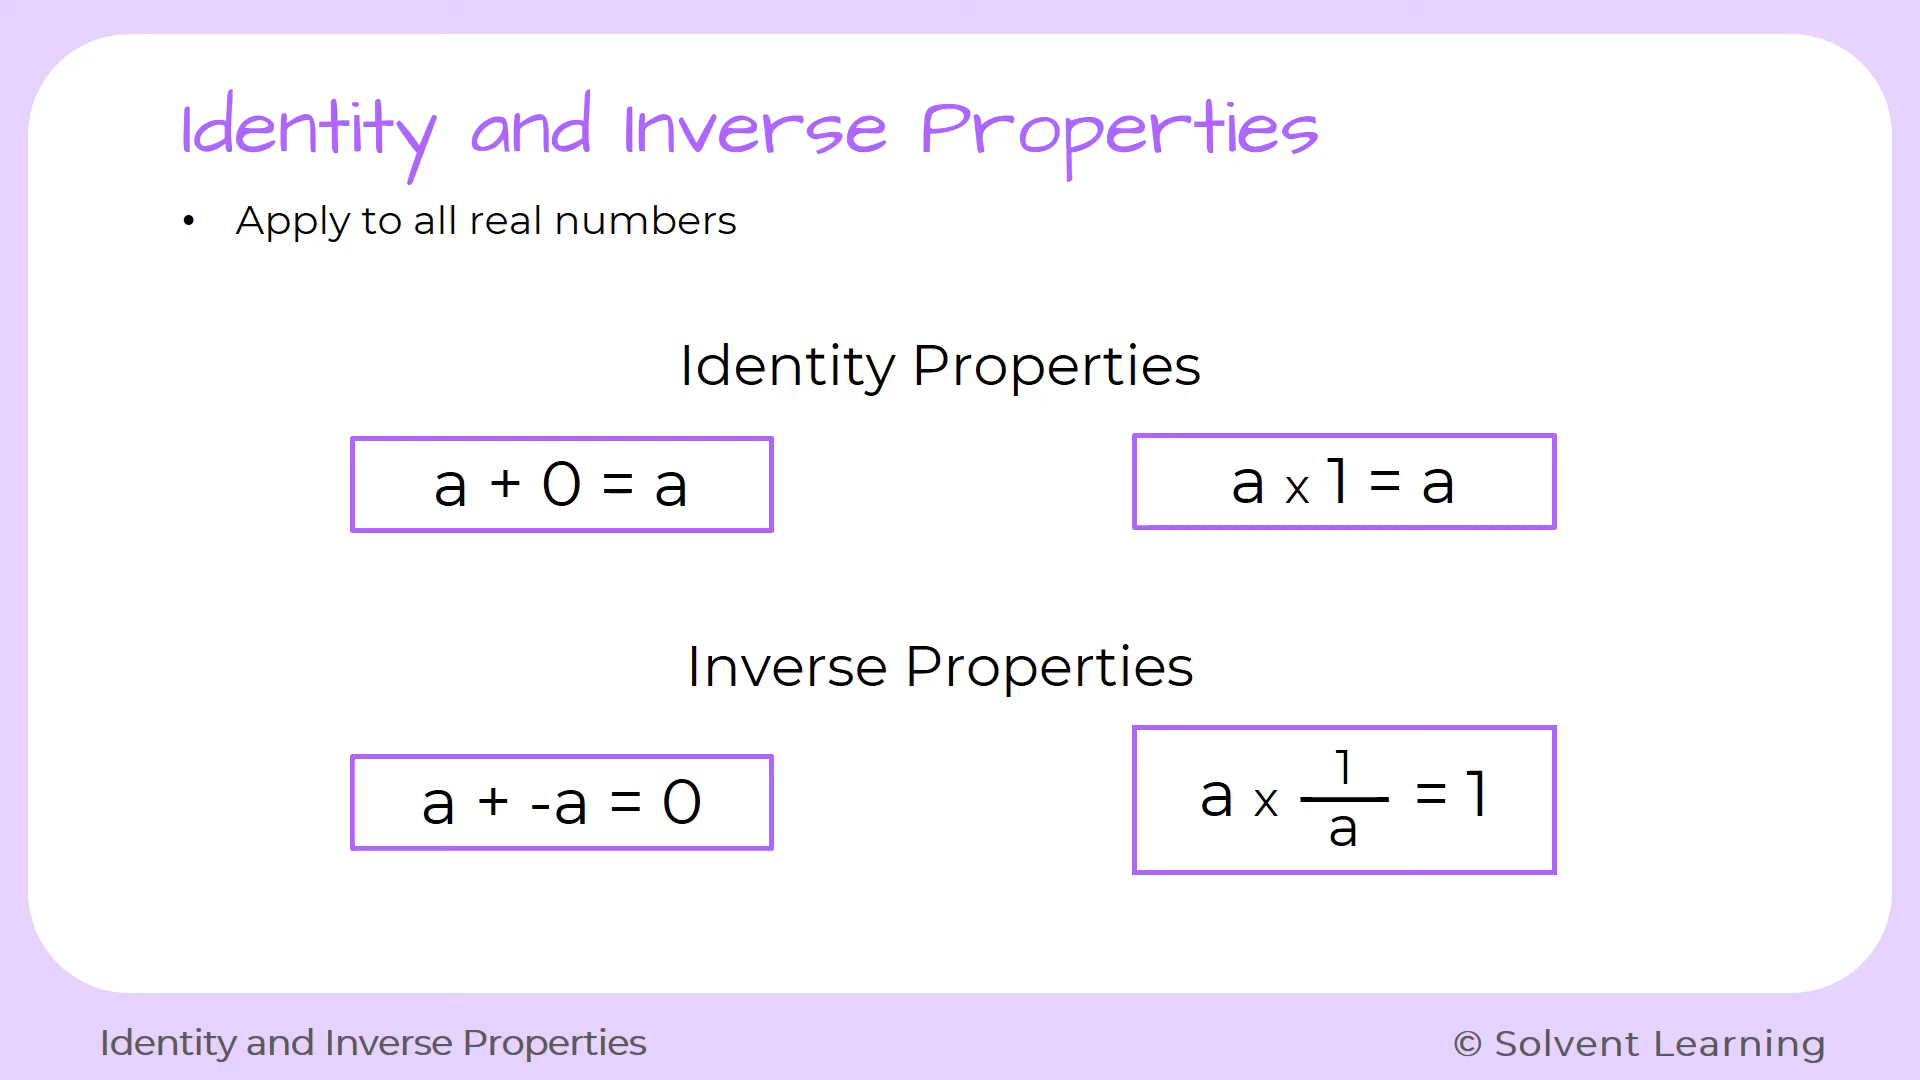 Identity and Inverse Properties
• Apply to all real numbers
Identity Properties
a + 0 = a
a x 1 = a
Inverse Properties
a + -a = 0
a x 1/a = 1
Identity and Inverse Properties
© Solvent Learning